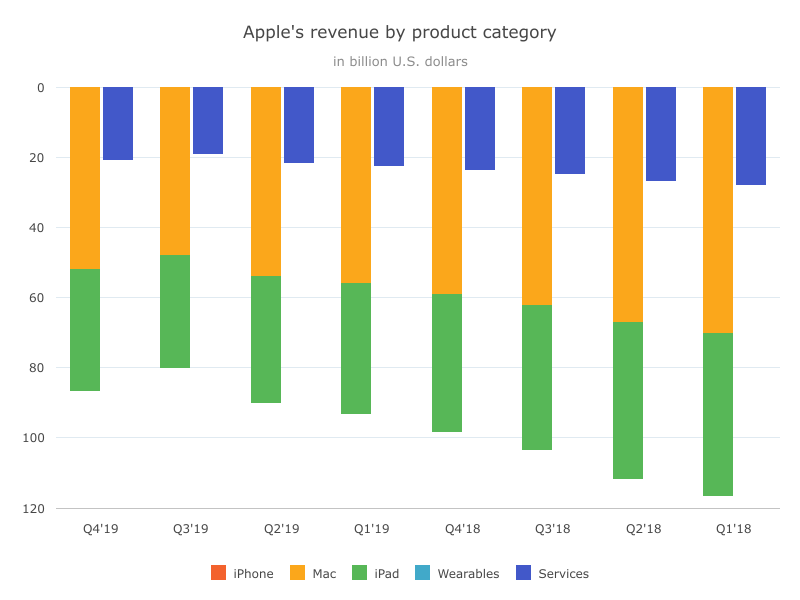 Apple's revenue by product category
in billion U.S. dollars
0
20
40
60
80
100
120
Q4'19 Q3'19 Q2'19 Q1'19 Q4'18 Q3'18 Q2'18 Q1'18
iPhone Mac iPad Wearables Services